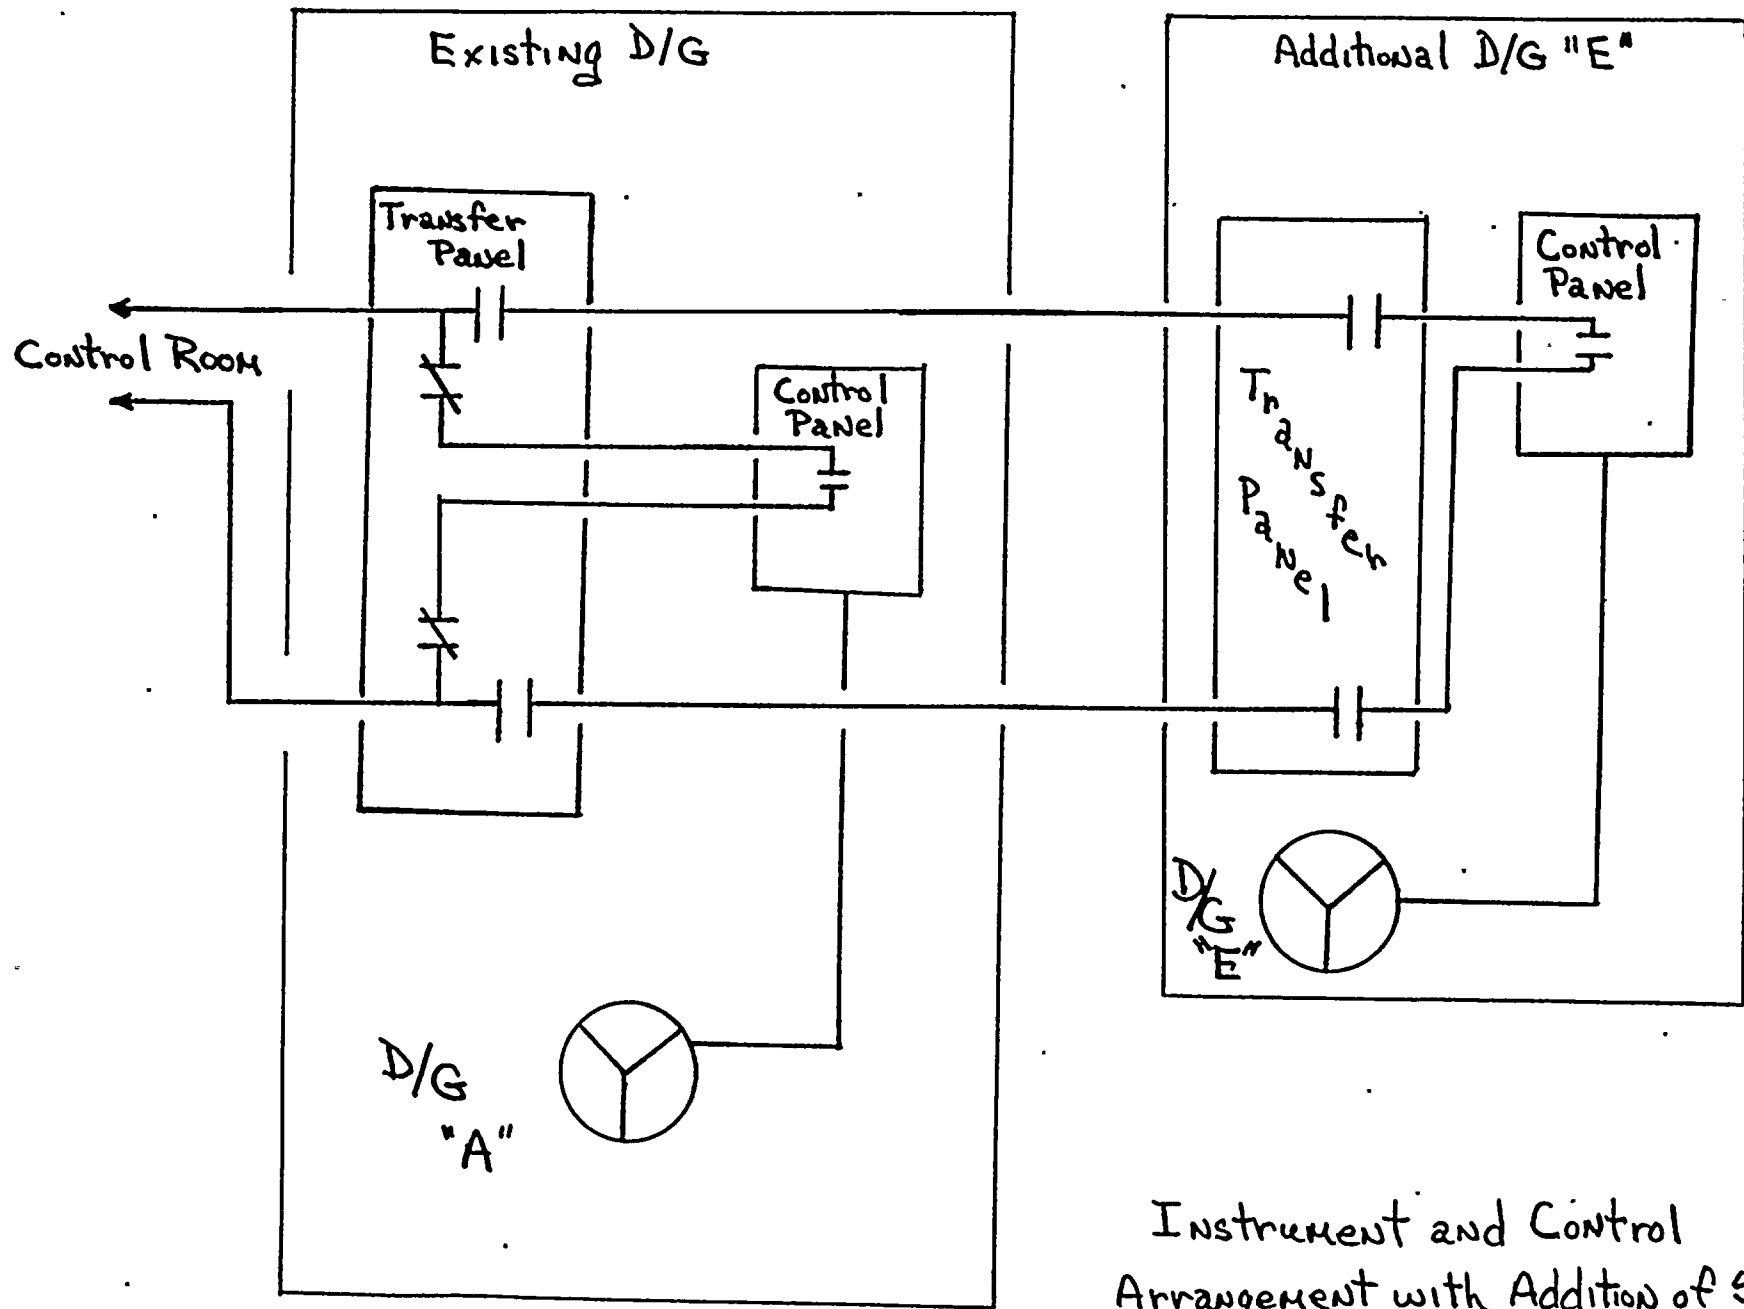 Existing D/G
Additional D/G "E"
Transfer
Panel
Control
Panel
Control Room
Control
Panel
Transfer
Panel
D/G
"E"
D/G
"A"
Instrument and Control
Arrangement with Addition of